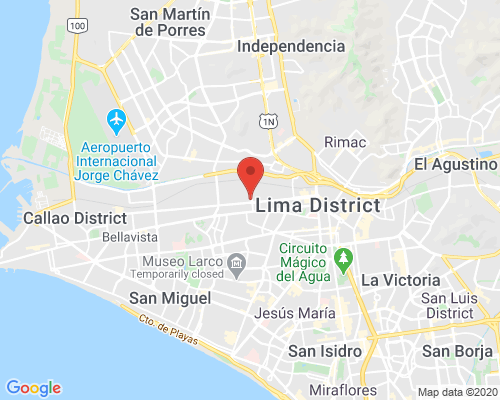 San Martín
de Porres
100
Independencia
1N
Aeropuerto
Internacional
Jorge Chávez
Rimac
El Agustino
Callao District
Lima District
Bellavista
Museo Larco
Temporarily closed
Circuito
Mágico
del Agua
La Victoria
San Miguel
Jesús María
San Luis
District
Cto. de Playas
San Isidro
San Borja
Miraflores
Google
Map data ©2020